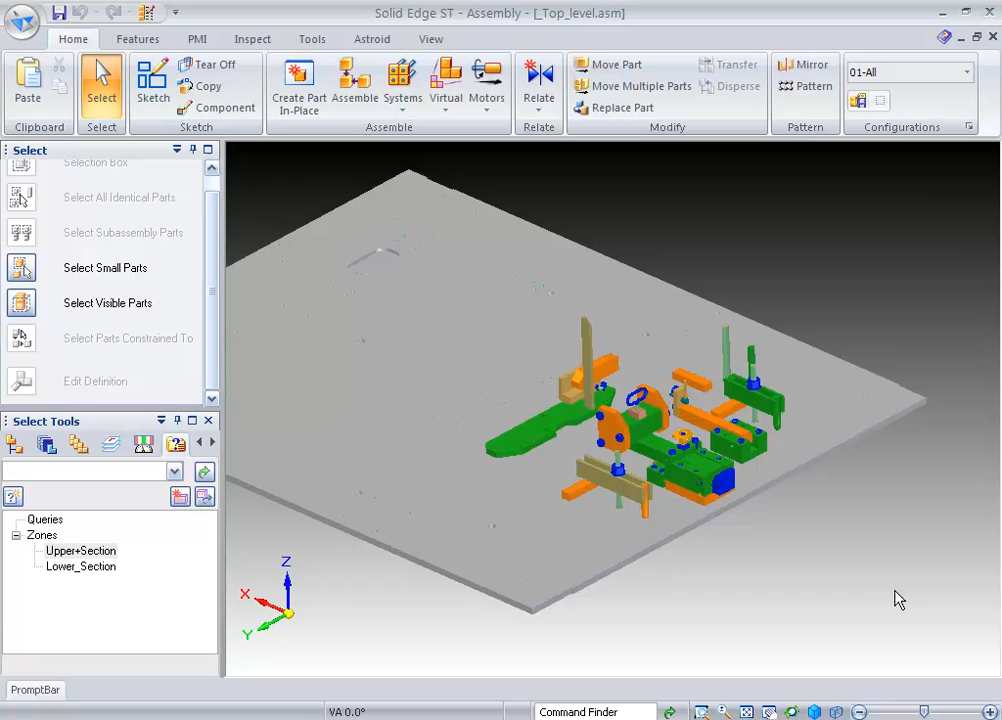 Solid Edge ST - Assembly - [_Top_level.asm]
Home Features PMI Inspect Tools Astroid View
Paste
Clipboard
Select
Select
Sketch
Tear Off
Copy
Component
Sketch
Create Part
In-Place
Assemble
Systems
Virtual
Motors
Assemble
Relate
Relate
Move Part
Move Multiple Parts
Replace Part
Transfer
Disperse
Modify
Mirror
Pattern
Pattern
01-All
Configurations
Select
Selection Box
Select All Identical Parts
Select Subassembly Parts
Select Small Parts
Select Visible Parts
Select Parts Constrained To
Edit Definition
Select Tools
Queries
Zones
Upper+Section
Lower_Section
Z
X
Y
PromptBar
VA 0.0°
Command Finder